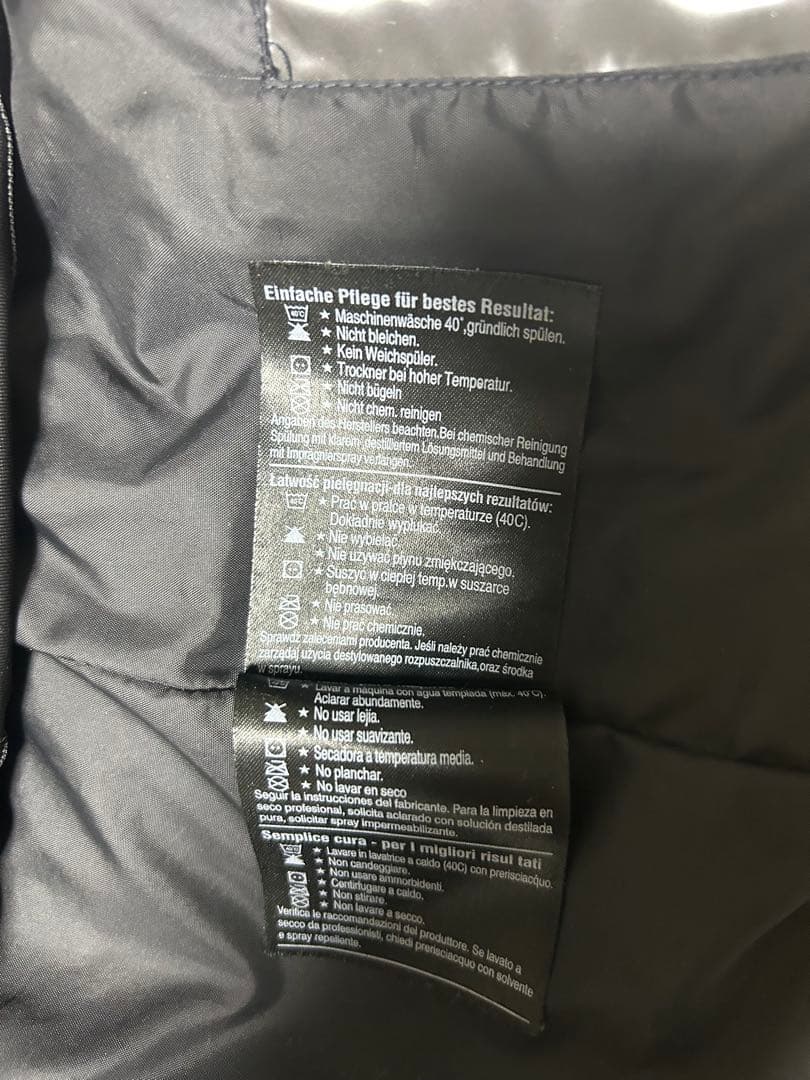 Einfache Pflege für bestes Resultat:
40°C
★ Maschinenwäsche 40°,gründlich spülen.
★ Nicht bleichen.
★ Kein Weichspüler.
★ Trockner bei hoher Temperatur.
★ Nicht bügeln
★ Nicht chem. reinigen
Angaben des Herstellers beachten.Bei chemischer Reinigung
Spülung mit klarem, destilliertem Lösungsmittel und Behandlung
mit Imprägnierspray verlangen.
Łatwość pielęgnacji-dla najlepszych rezultatów:
40°C
★ Prać w pralce w temperaturze (40C).
Dokładnie wypłukać.
★ Nie wybielać.
★ Nie używać płynu zmiękczającego.
★ Suszyć w ciepłej temp.w suszarce
bębnowej.
★ Nie prasować.
★ Nie prać chemicznie.
Sprawdź zaleceniami producenta. Jeśli należy prać chemicznie
zarządaj użycia destylowanego rozpuszczalnika,oraz środka
w sprayu.
★ Lavar a máquina con agua templada (max. 40°C).
Aclarar abundamente.
★ No usar lejia.
★ No usar suavizante.
★ Secadora a temperatura media.
★ No planchar.
★ No lavar en seco
Seguir la instrucciones del fabricante. Para la limpieza en
seco profesional, solicita aclarado con solución destilada
pura, solicitar spray impermeabilizante.
Semplice cura - per i migliori risul tati
★ Lavare in lavatrice a caldo (40C) con prerisciacquo.
★ Non candeggiare.
★ Non usare ammorbidenti.
★ Centrifugare a caldo.
★ Non stirare.
★ Non lavare a secco.
Verifica le raccomandazioni del produttore. Se lavato a
secco da professionisti, chiedi prerisciacquo con solvente
e spray repellente.